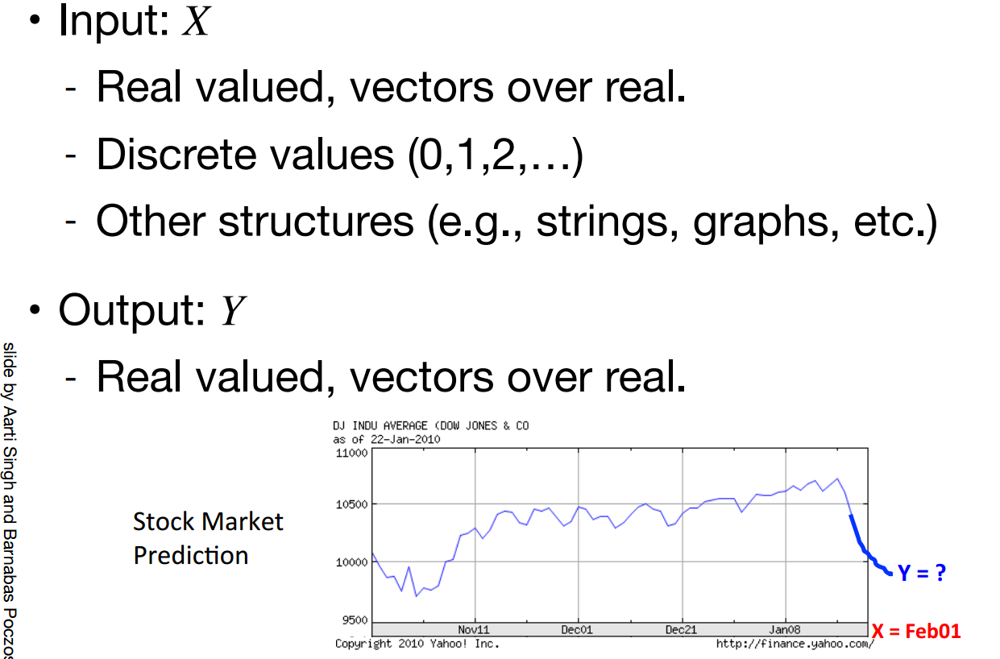 • Input: X
- Real valued, vectors over real.
- Discrete values (0,1,2,…)
- Other structures (e.g., strings, graphs, etc.)
• Output: Y
- Real valued, vectors over real.
slide by Aarti Singh and Barnabas Poczos
Stock Market
Prediction
DJ INDU AVERAGE (DOW JONES & CO
as of 22-Jan-2010
11000
10500
10000
9500
Nov11 Dec01 Dec21 Jan08
Y = ?
X = Feb01
Copyright 2010 Yahoo! Inc. http://finance.yahoo.com/